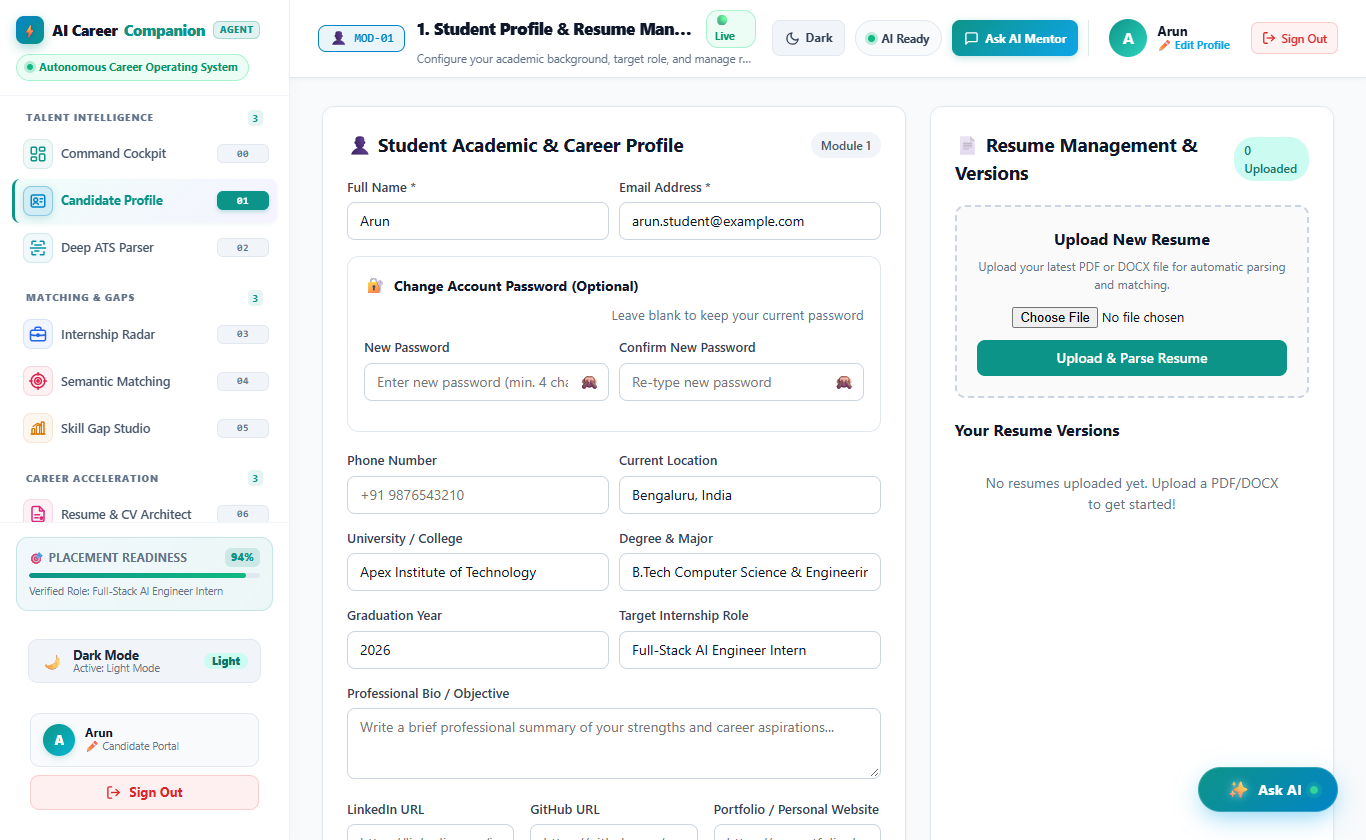 AI Career Companion AGENT
Autonomous Career Operating System
TALENT INTELLIGENCE 3
Command Cockpit 00
Candidate Profile 01
Deep ATS Parser 02
MATCHING & GAPS 3
Internship Radar 03
Semantic Matching 04
Skill Gap Studio 05
CAREER ACCELERATION 3
Resume & CV Architect 06
PLACEMENT READINESS 94%
Verified Role: Full-Stack AI Engineer Intern
Dark Mode
Active: Light Mode
Light
A
Arun
Candidate Portal
Sign Out
MOD-01
1. Student Profile & Resume Man...
Configure your academic background, target role, and manage r...
Live
Dark
AI Ready
Ask AI Mentor
A
Arun
Edit Profile
Sign Out
Student Academic & Career Profile
Module 1
Full Name *
Email Address *
Arun
arun.student@example.com
Change Account Password (Optional)
Leave blank to keep your current password
New Password
Confirm New Password
Enter new password (min. 4 cha
Re-type new password
Phone Number
Current Location
+91 9876543210
Bengaluru, India
University / College
Degree & Major
Apex Institute of Technology
B.Tech Computer Science & Engineerin
Graduation Year
Target Internship Role
2026
Full-Stack AI Engineer Intern
Professional Bio / Objective
Write a brief professional summary of your strengths and career aspirations...
LinkedIn URL
GitHub URL
Portfolio / Personal Website
Resume Management &
Versions
0
Uploaded
Upload New Resume
Upload your latest PDF or DOCX file for automatic parsing
and matching.
Choose File No file chosen
Upload & Parse Resume
Your Resume Versions
No resumes uploaded yet. Upload a PDF/DOCX
to get started!
Ask AI